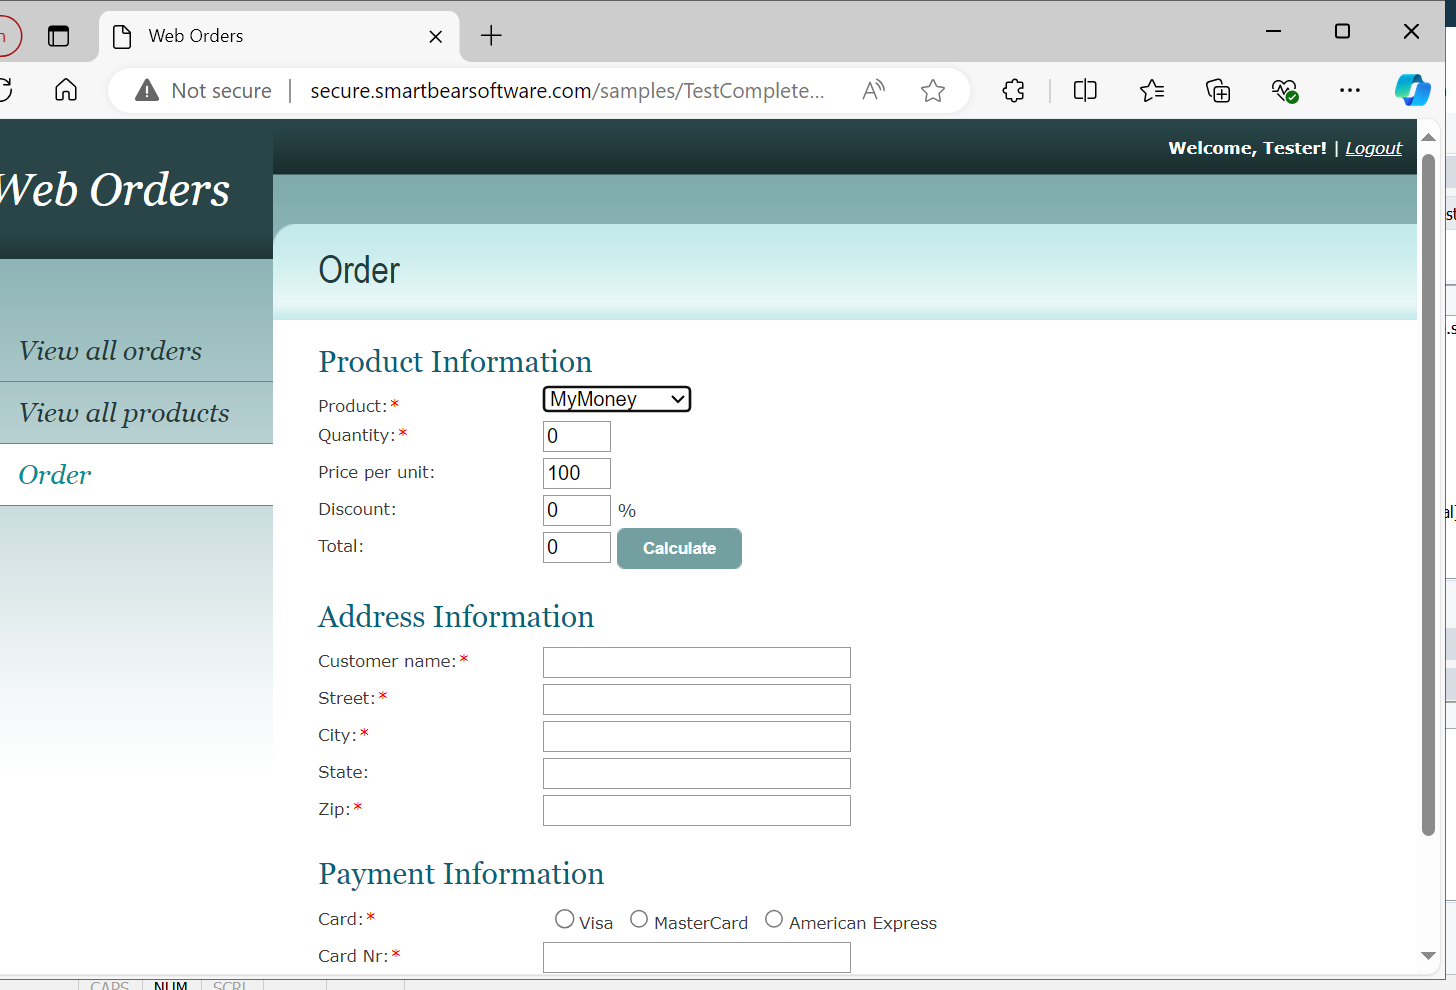 Web Orders
Not secure
secure.smartbearsoftware.com/samples/TestComplete...
Welcome, Tester! | Logout
Web Orders
View all orders
View all products
Order
Order
Product Information
Product:* MyMoney
Quantity:* 0
Price per unit: 100
Discount: 0 %
Total: 0 Calculate
Address Information
Customer name:*
Street:*
City:*
State:
Zip:*
Payment Information
Card:* Visa MasterCard American Express
Card Nr:*
CAPS NUM SCRL